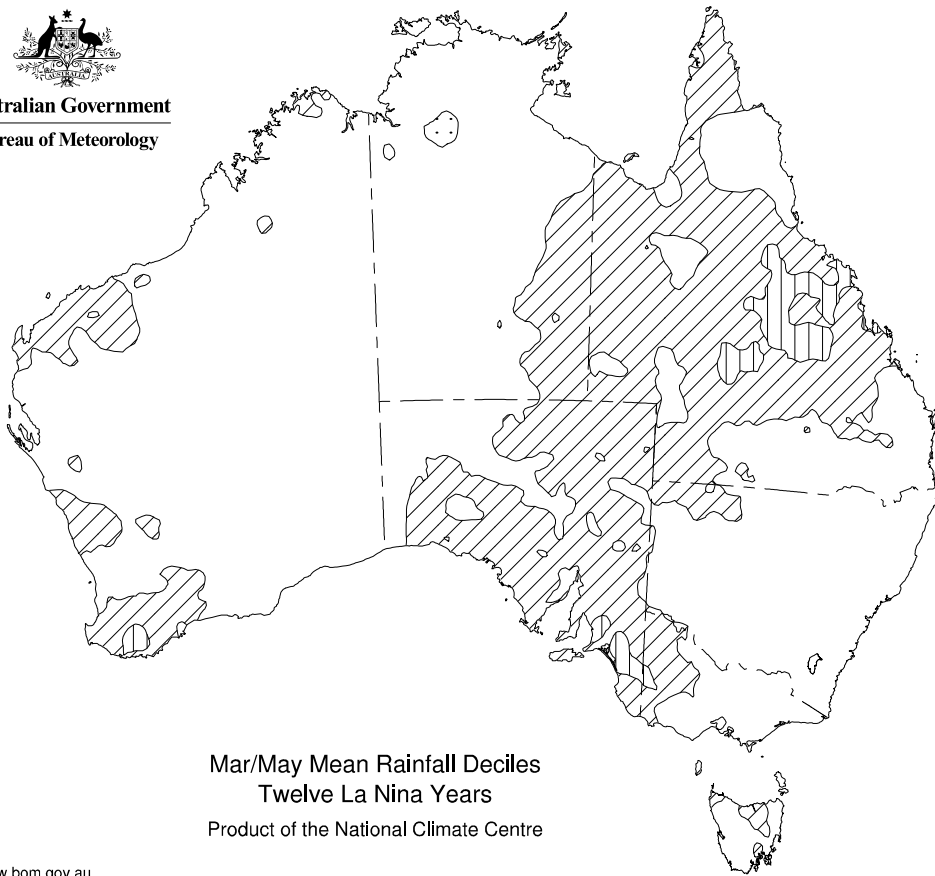 AUSTRALIA
tralian Government
reau of Meteorology
Mar/May Mean Rainfall Deciles
Twelve La Nina Years
Product of the National Climate Centre
w.bom.gov.au